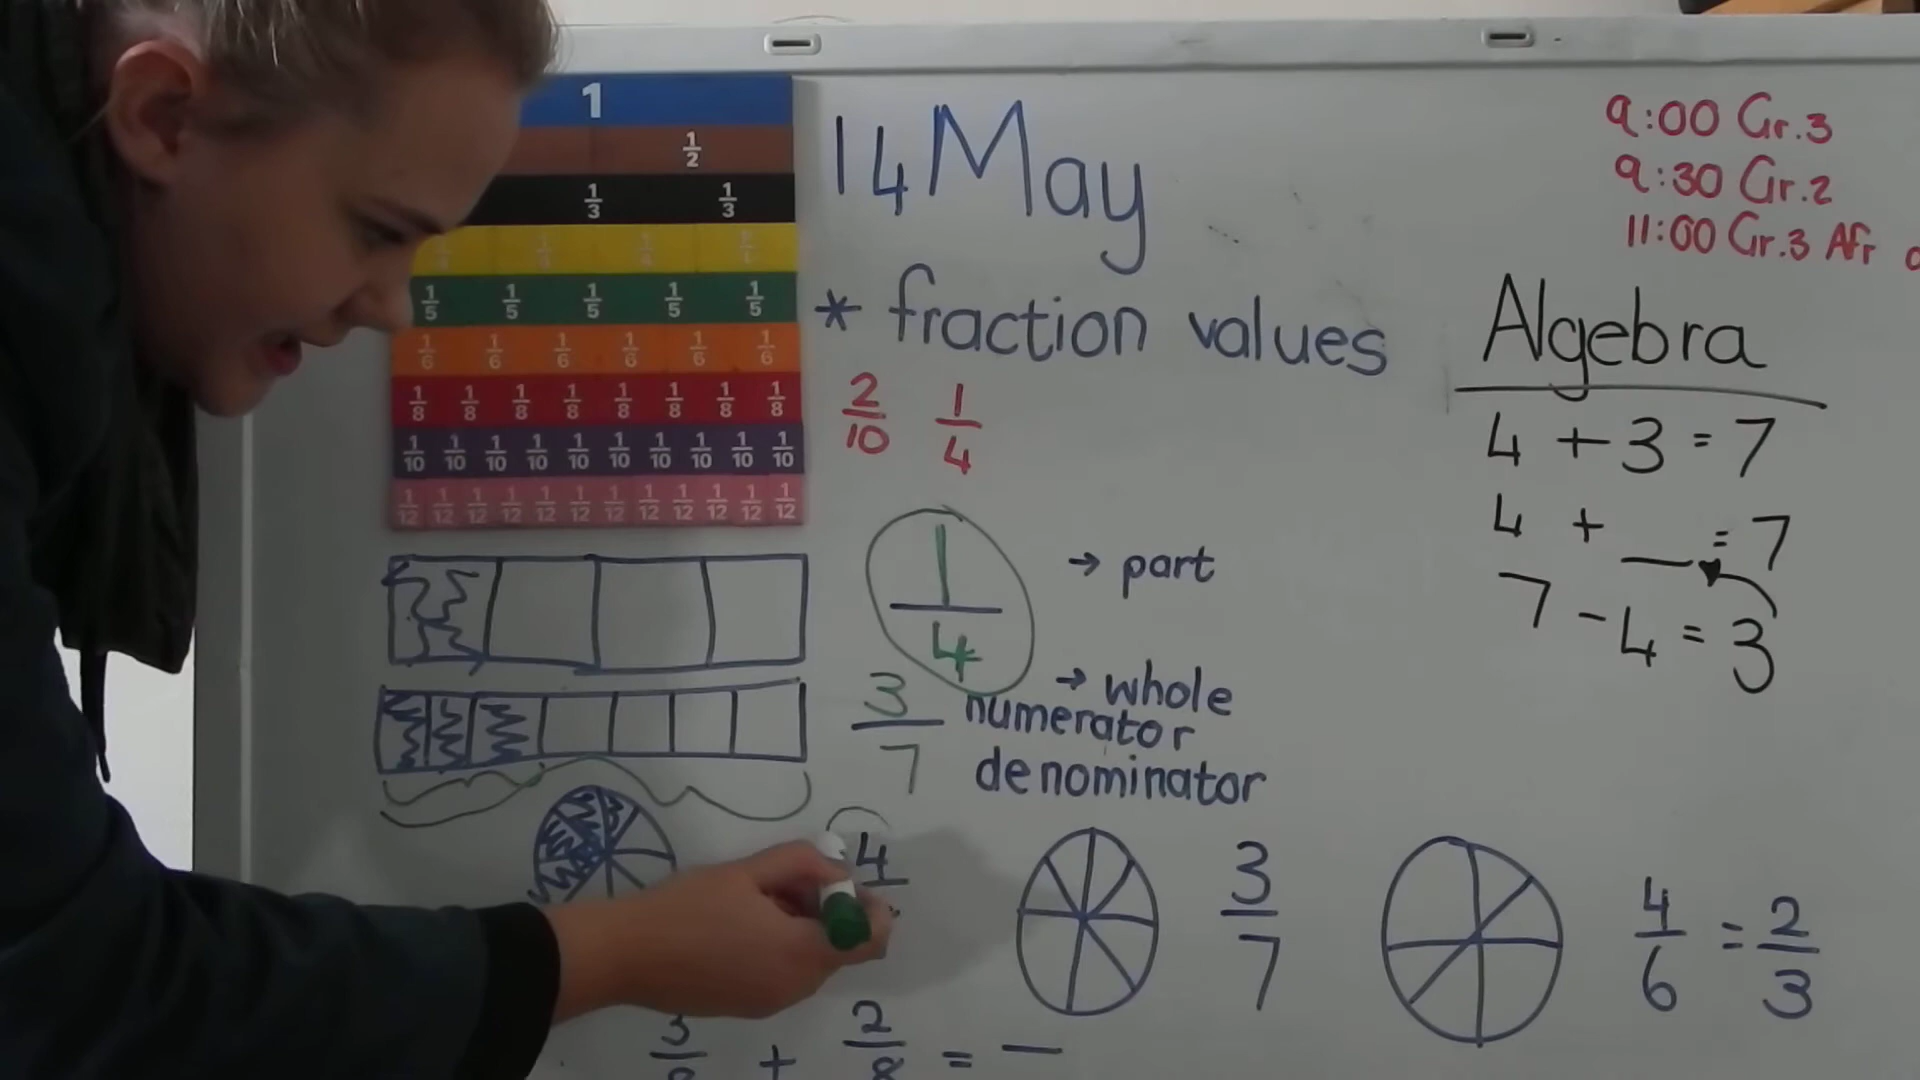 1
1/2
1/3 1/3
1/5 1/5 1/5 1/5 1/5
1/6 1/6 1/6 1/6 1/6 1/6
1/8 1/8 1/8 1/8 1/8 1/8 1/8 1/8
1/10 1/10 1/10 1/10 1/10 1/10 1/10 1/10 1/10 1/10
1/12 1/12 1/12 1/12 1/12 1/12 1/12 1/12 1/12 1/12 1/12 1/12
14 May
* fraction values
2/10 1/4
1/4 → part
→ whole
3/7 numerator
denominator
4
3/7
4/6 = 2/3
3/8 + 2/8 = —
9:00 Gr.3
9:30 Gr.2
11:00 Gr.3 Afr
Algebra
4 + 3 = 7
4 + __ = 7
7 - 4 = 3